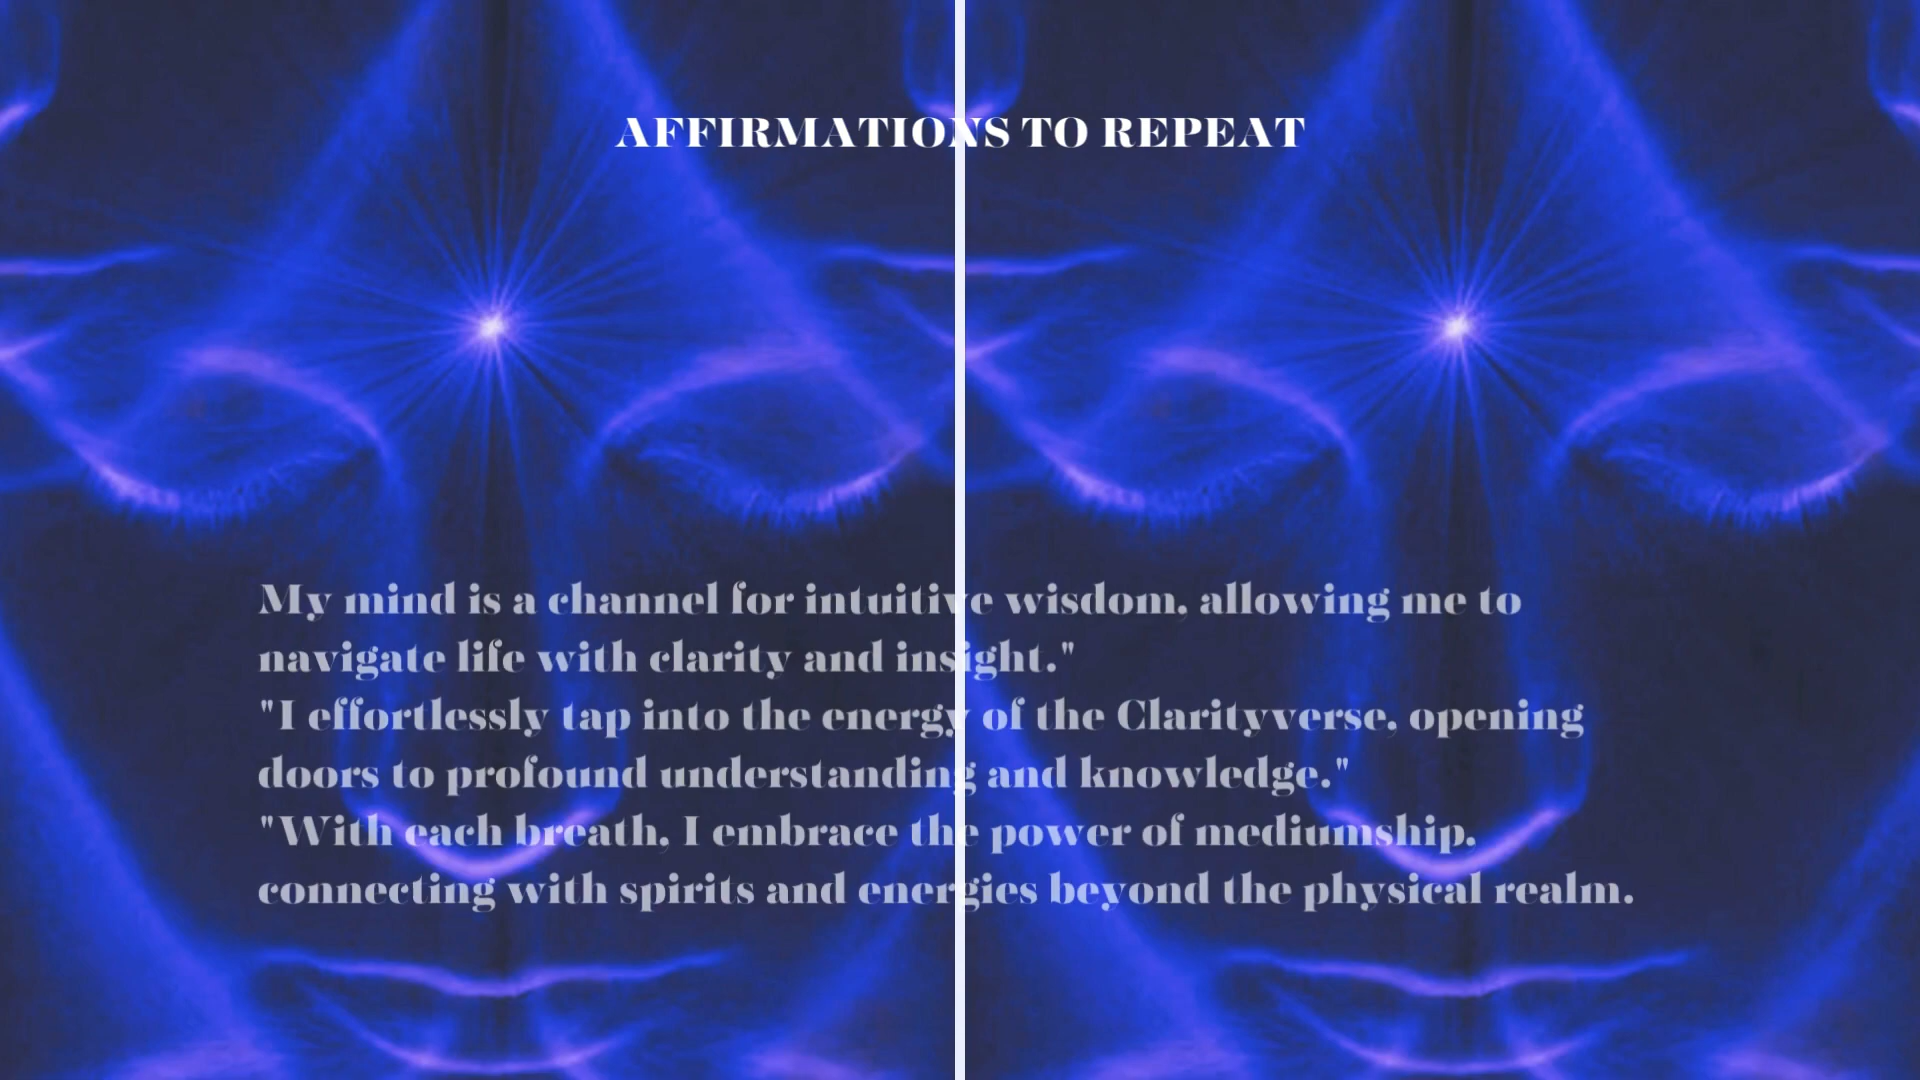 AFFIRMATIONS TO REPEAT
My mind is a channel for intuitive wisdom, allowing me to
navigate life with clarity and insight."
"I effortlessly tap into the energy of the Clarityverse, opening
doors to profound understanding and knowledge."
"With each breath, I embrace the power of mediumship,
connecting with spirits and energies beyond the physical realm.